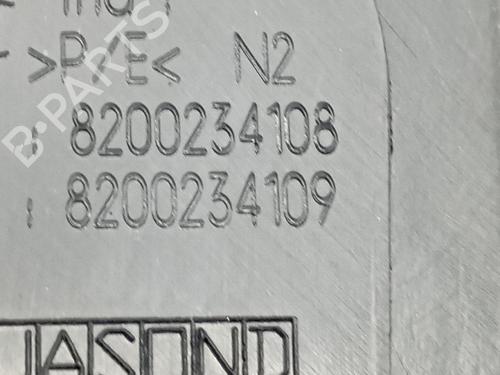 >P/E< N2
: 8200234108
: 8200234109
JASOND
B-PARTS